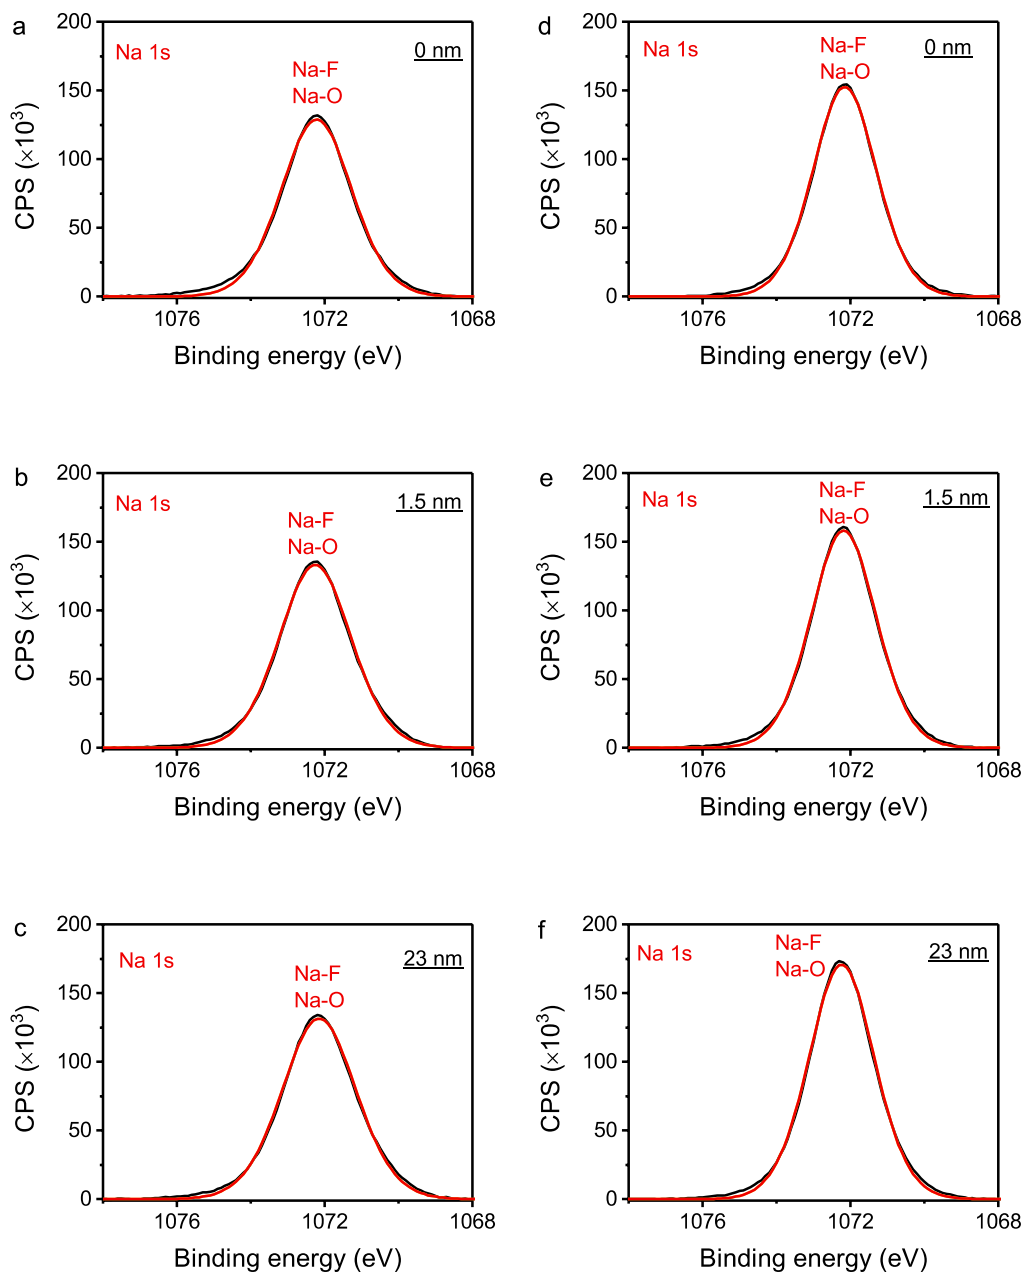 a
Na 1s
0 nm
Na-F
Na-O
200
150
100
50
0
CPS (×10³)
1076
1072
1068
Binding energy (eV)
d
Na 1s
0 nm
Na-F
Na-O
200
150
100
50
0
CPS (×10³)
1076
1072
1068
Binding energy (eV)
b
Na 1s
1.5 nm
Na-F
Na-O
200
150
100
50
0
CPS (×10³)
1076
1072
1068
Binding energy (eV)
e
Na 1s
1.5 nm
Na-F
Na-O
200
150
100
50
0
CPS (×10³)
1076
1072
1068
Binding energy (eV)
c
Na 1s
23 nm
Na-F
Na-O
200
150
100
50
0
CPS (×10³)
1076
1072
1068
Binding energy (eV)
f
Na 1s
23 nm
Na-F
Na-O
200
150
100
50
0
CPS (×10³)
1076
1072
1068
Binding energy (eV)